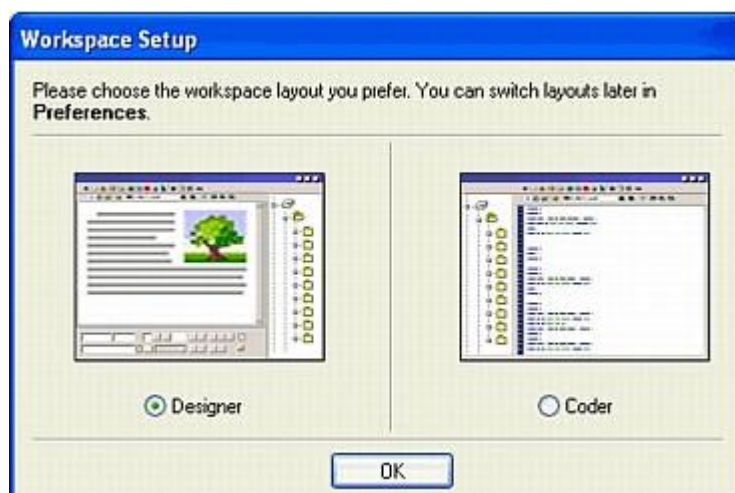 Workspace Setup
Please choose the workspace layout you prefer. You can switch layouts later in
Preferences.
Designer
Coder
OK